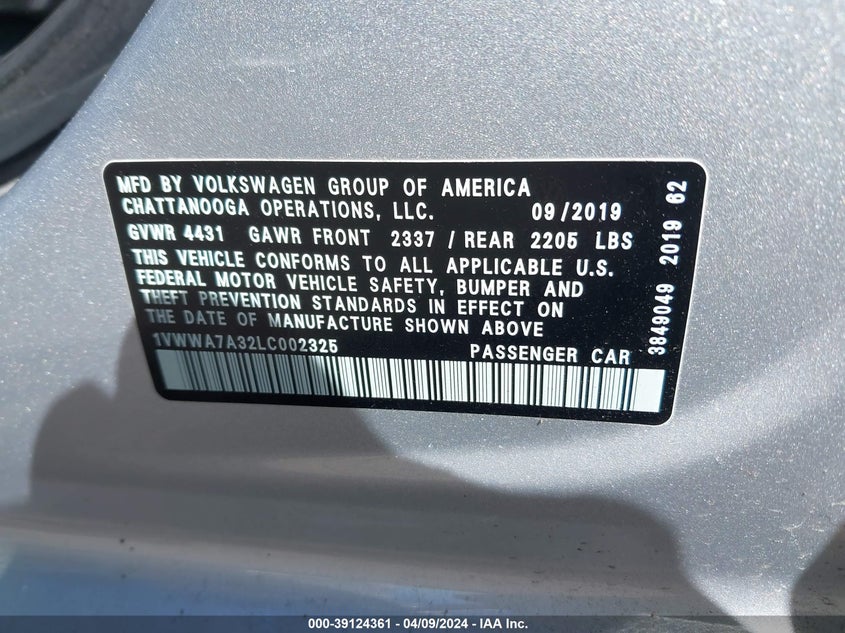 MFD BY VOLKSWAGEN GROUP OF AMERICA
CHATTANOOGA OPERATIONS, LLC. 09/2019
GVWR 4431 GAWR FRONT 2337 / REAR 2205 LBS
THIS VEHICLE CONFORMS TO ALL APPLICABLE U.S.
FEDERAL MOTOR VEHICLE SAFETY, BUMPER AND
THEFT PREVENTION STANDARDS IN EFFECT ON
THE DATE OF MANUFACTURE SHOWN ABOVE
1VWWA7A32LC002325 PASSENGER CAR
3849049 2019 62
000-39124361 | 04/09/2024 | IAA Inc.